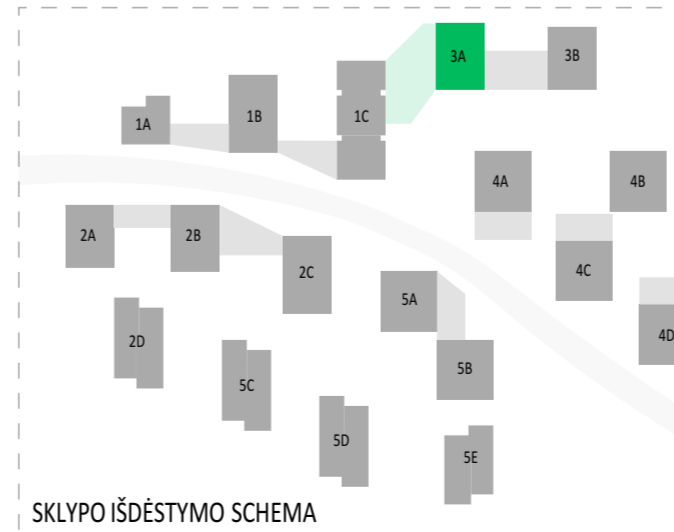 3A
3B
1A
1B
1C
4A
4B
2A
2B
2C
4C
5A
4D
2D
5B
5C
5D
5E
SKLYPO IŠDĖSTYMO SCHEMA